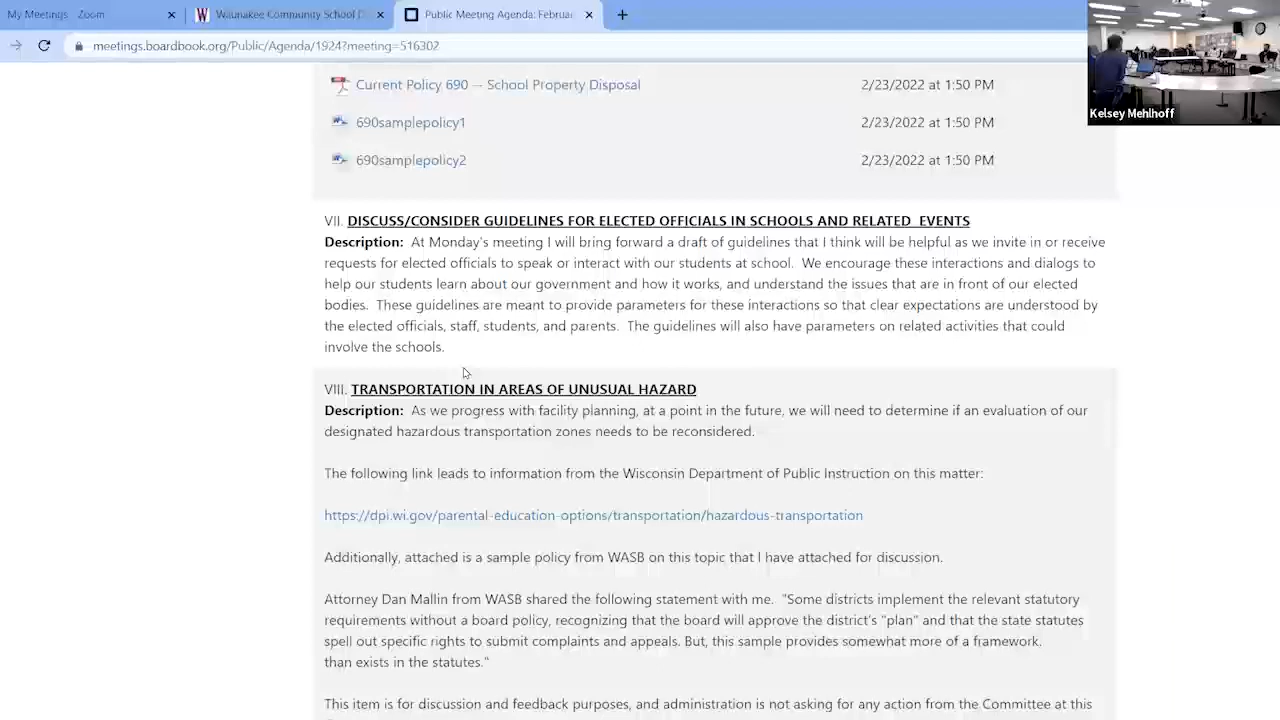 My Meetings - Zoom
Waunakee Community School D
nda: Februar
meetings.boardbook.org/Public/Agenda/1924?meeting=516302
Property Disposal 2/23/2022 at 1:50 PM
2/23/2022 at 1:50 PM
690samplepol 2/23/2022 at 1:50 PM
Kelsey Mehlhoff
VII. DISCUSS/CONSIDER GUIDELINES FOR ELECTED OFFICIALS IN SCHOOLS AND RELATED EVENTS
Description: At Monday's meeting I will bring forward a draft of guidelines that I think will be helpful as we invite in or receive
requests for elected officials to speak or interact with our students at school. We encourage these interactions and dialogs to
help our students learn about our government and how it works, and understand the issues that are in front of our elected
bodies. These guidelines are meant to provide parameters for these interactions so that clear expectations are understood by
the elected officials, staff, students, and parents. The guidelines will also have parameters on related activities that could
involve the schools.
VIII. TRANSPORTATION IN AREAS OF UNUSUAL HAZARD
Description: As we progress with facility planning, at a point in the future, we will need to determine if an evaluation of our
designated hazardous transportation zones needs to be reconsidered.
The following link leads to information from the Wisconsin Department of Public Instruction on this matter:
https://dpi.wi.gov/parental-education-options/transportation/hazardous-transportation
Additionally, attached is a sample policy from WASB on this topic that I have attached for discussion.
Attorney Dan Mallin from WASB shared the following statement with me. "Some districts implement the relevant statutory
requirements without a board policy, recognizing that the board will approve the district's "plan" and that the state statutes
spell out specific rights to submit complaints and appeals. But, this sample provides somewhat more of a framework.
than exists in the statutes."
This item is for discussion and feedback purposes, and administration is not asking for any action from the Committee at this